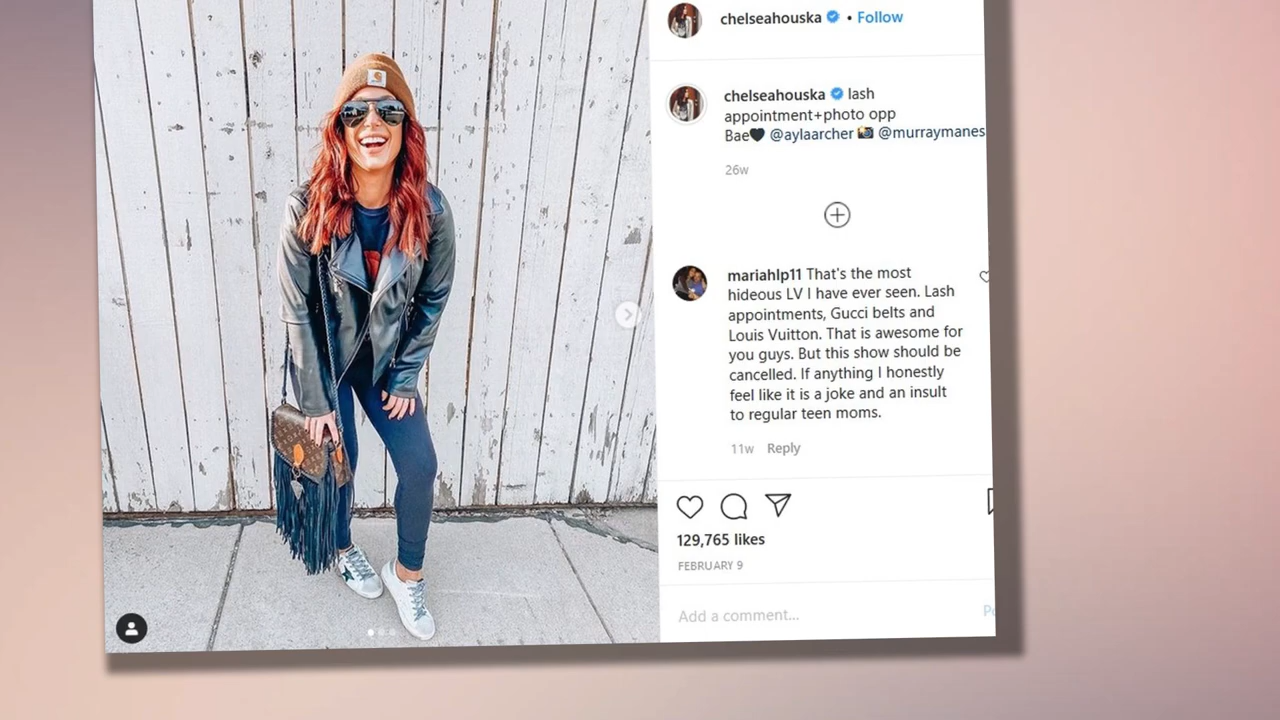 chelseahouska • Follow
chelseahouska lash
appointment+photo opp
Bae🖤 @aylaarcher 📸 @murraymanes
26w
mariahlp11 That's the most
hideous LV I have ever seen. Lash
appointments, Gucci belts and
Louis Vuitton. That is awesome for
you guys. But this show should be
cancelled. If anything I honestly
feel like it is a joke and an insult
to regular teen moms.
11w Reply
129,765 likes
FEBRUARY 9
Add a comment...